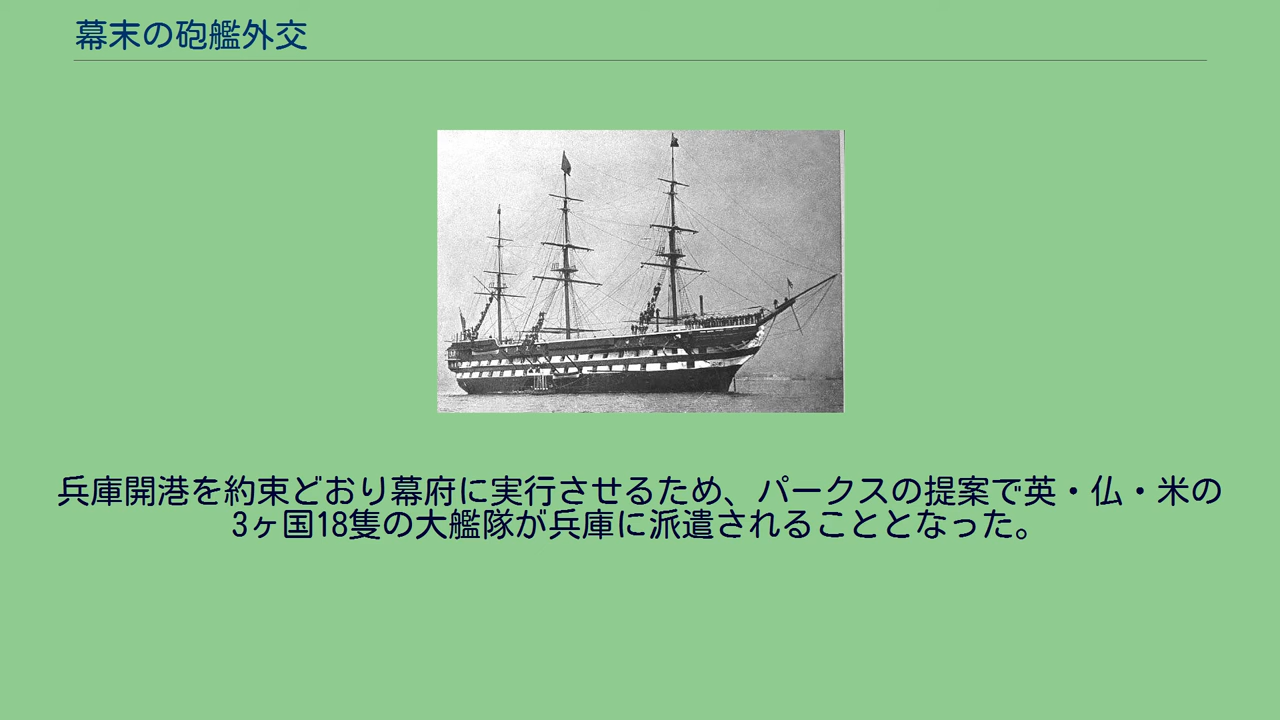 幕末の砲艦外交
兵庫開港を約束どおり幕府に実行させるため、パークスの提案で英・仏・米の
3ヶ国18隻の大艦隊が兵庫に派遣されることとなった。